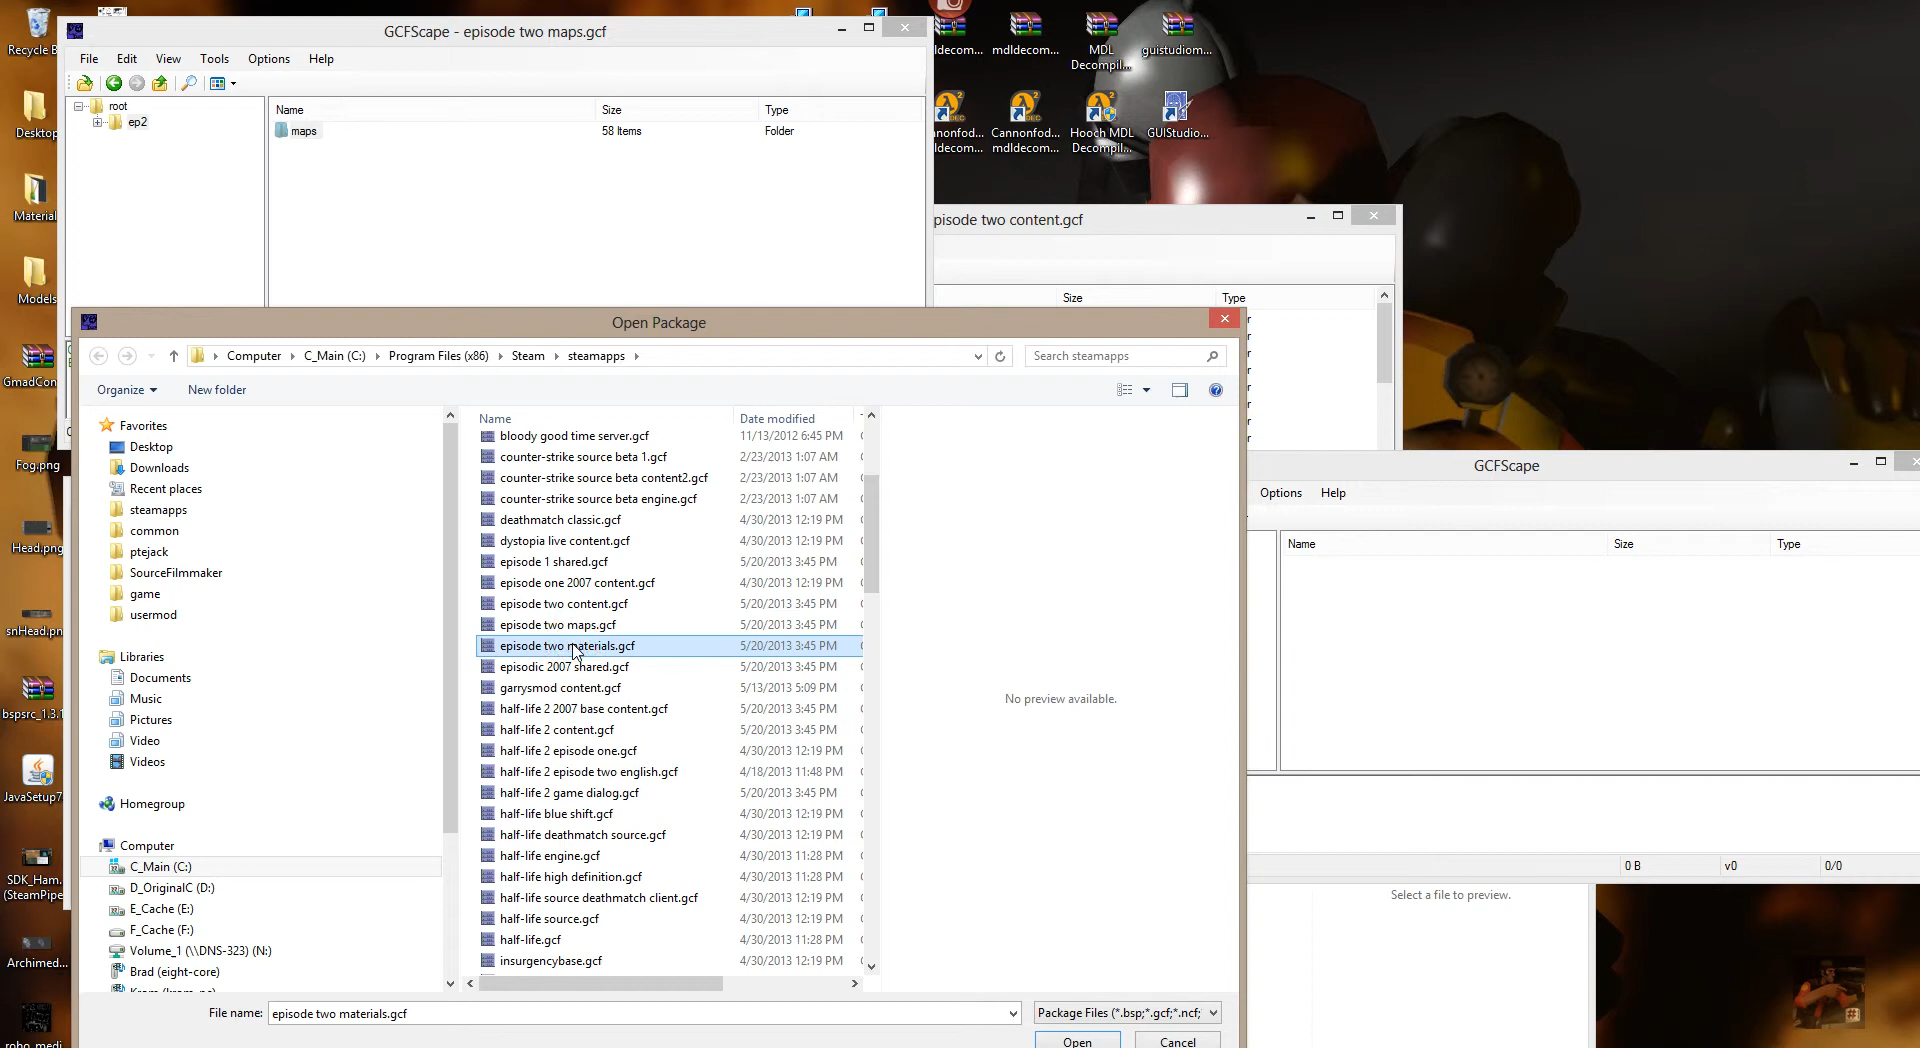 Recycle B
Desktop
Material
Models
GmadCon
Fog.png
Head.png
snHead.pn
bspsrc_1.3.1
JavaSetup7
SDK_Ham.
(SteamPipe
Archimed...
robo_medi
ldecom...
mdldecom...
MDL
Decompil...
guistudiom...
annonfod...
ldecom...
Cannonfod...
mdldecom...
Hooch MDL
Decompil...
GUIStudio...
GCFScape - episode two maps.gcf
File Edit View Tools Options Help
root
ep2
Name Size Type
maps 58 Items Folder
pisode two content.gcf
Size Type
Open Package
Computer C_Main (C:) Program Files (x86) Steam steamapps
Search steamapps
Organize New folder
Favorites
Desktop
Downloads
Recent places
steamapps
common
ptejack
SourceFilmmaker
game
usermod
Libraries
Documents
Music
Pictures
Video
Videos
Homegroup
Computer
C_Main (C:)
D_OriginalC (D:)
E_Cache (E:)
F_Cache (F:)
Volume_1 (\\DNS-323) (N:)
Brad (eight-core)
Name Date modified
bloody good time server.gcf 11/13/2012 6:45 PM
counter-strike source beta 1.gcf 2/23/2013 1:07 AM
counter-strike source beta content2.gcf 2/23/2013 1:07 AM
counter-strike source beta engine.gcf 2/23/2013 1:07 AM
deathmatch classic.gcf 4/30/2013 12:19 PM
dystopia live content.gcf 4/30/2013 12:19 PM
episode 1 shared.gcf 5/20/2013 3:45 PM
episode one 2007 content.gcf 4/30/2013 12:19 PM
episode two content.gcf 5/20/2013 3:45 PM
episode two maps.gcf 5/20/2013 3:45 PM
episode two materials.gcf 5/20/2013 3:45 PM
episodic 2007 shared.gcf 5/20/2013 3:45 PM
garrysmod content.gcf 5/13/2013 5:09 PM
half-life 2 2007 base content.gcf 5/20/2013 3:45 PM
half-life 2 content.gcf 5/20/2013 3:45 PM
half-life 2 episode one.gcf 4/30/2013 12:19 PM
half-life 2 episode two english.gcf 4/18/2013 11:48 PM
half-life 2 game dialog.gcf 5/20/2013 3:45 PM
half-life blue shift.gcf 4/30/2013 12:19 PM
half-life deathmatch source.gcf 4/30/2013 12:19 PM
half-life engine.gcf 4/30/2013 11:28 PM
half-life high definition.gcf 4/30/2013 11:28 PM
half-life source deathmatch client.gcf 4/30/2013 12:19 PM
half-life source.gcf 4/30/2013 12:19 PM
half-life.gcf 4/30/2013 11:28 PM
insurgencybase.gcf 4/30/2013 12:19 PM
No preview available.
File name: episode two materials.gcf
Package Files (*.bsp;*.gcf;*.ncf;
Open Cancel
GCFScape
Options Help
Name Size Type
0 B v0 0/0
Select a file to preview.